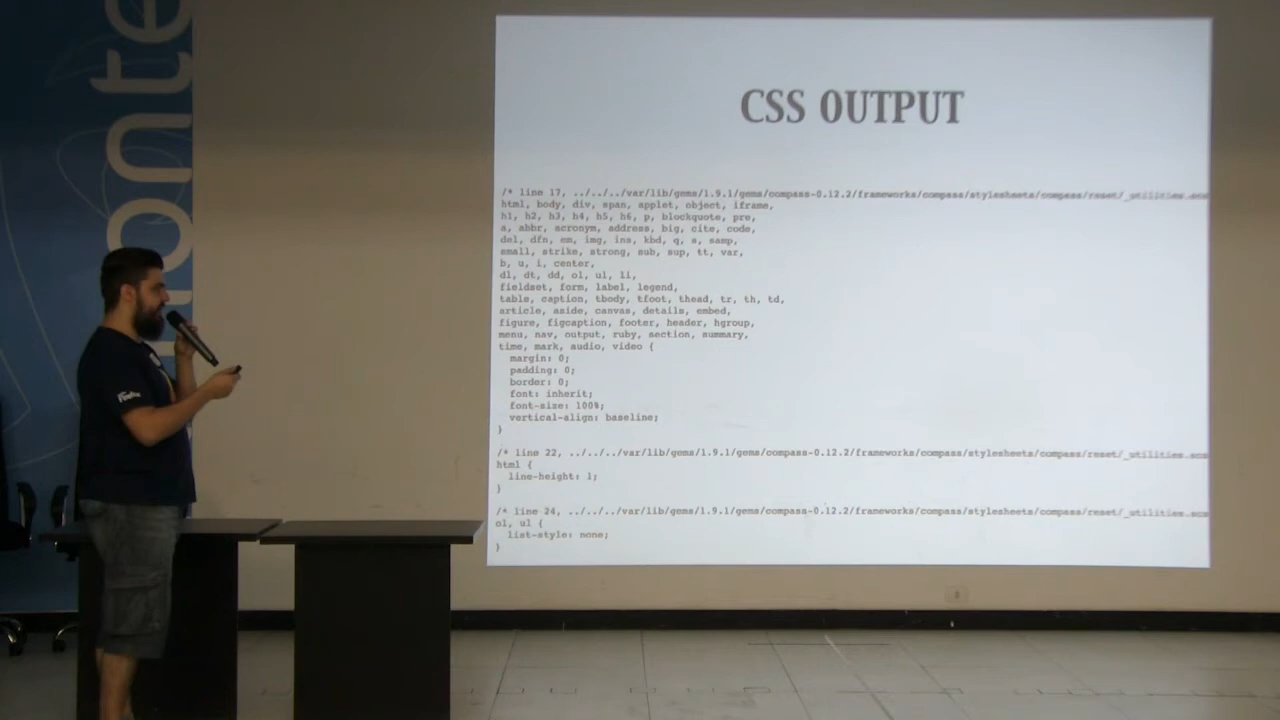 onte
CSS OUTPUT
/* line 17, ../../../var/lib/gems/1.9.1/gems/compass-0.12.2/frameworks/compass/stylesheets/compass/reset/_utilities.scss
html, body, div, span, applet, object, iframe,
h1, h2, h3, h4, h5, h6, p, blockquote, pre,
a, abbr, acronym, address, big, cite, code,
del, dfn, em, img, ins, kbd, q, s, samp,
small, strike, strong, sub, sup, tt, var,
b, u, i, center,
dl, dt, dd, ol, ul, li,
fieldset, form, label, legend,
table, caption, tbody, tfoot, thead, tr, th, td,
article, aside, canvas, details, embed,
figure, figcaption, footer, header, hgroup,
menu, nav, output, ruby, section, summary,
time, mark, audio, video {
margin: 0;
padding: 0;
border: 0;
font: inherit;
font-size: 100%;
vertical-align: baseline;
}
/* line 22, ../../../var/lib/gems/1.9.1/gems/compass-0.12.2/frameworks/compass/stylesheets/compass/reset/_utilities.scs
html {
line-height: 1;
}
/* line 24, ../../../var/lib/gems/1.9.1/gems/compass-0.12.2/frameworks/compass/stylesheets/compass/reset/_utilities.scs
ol, ul {
list-style: none;
}
Firefox